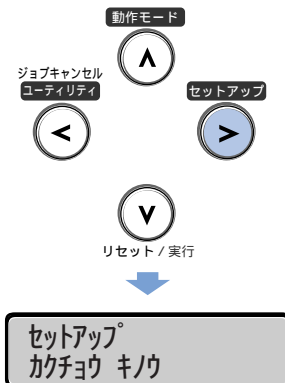 動作モード
ジョブキャンセル
ユーティリティ
セットアップ
リセット / 実行
セットアップ
カクチョウ キノウ